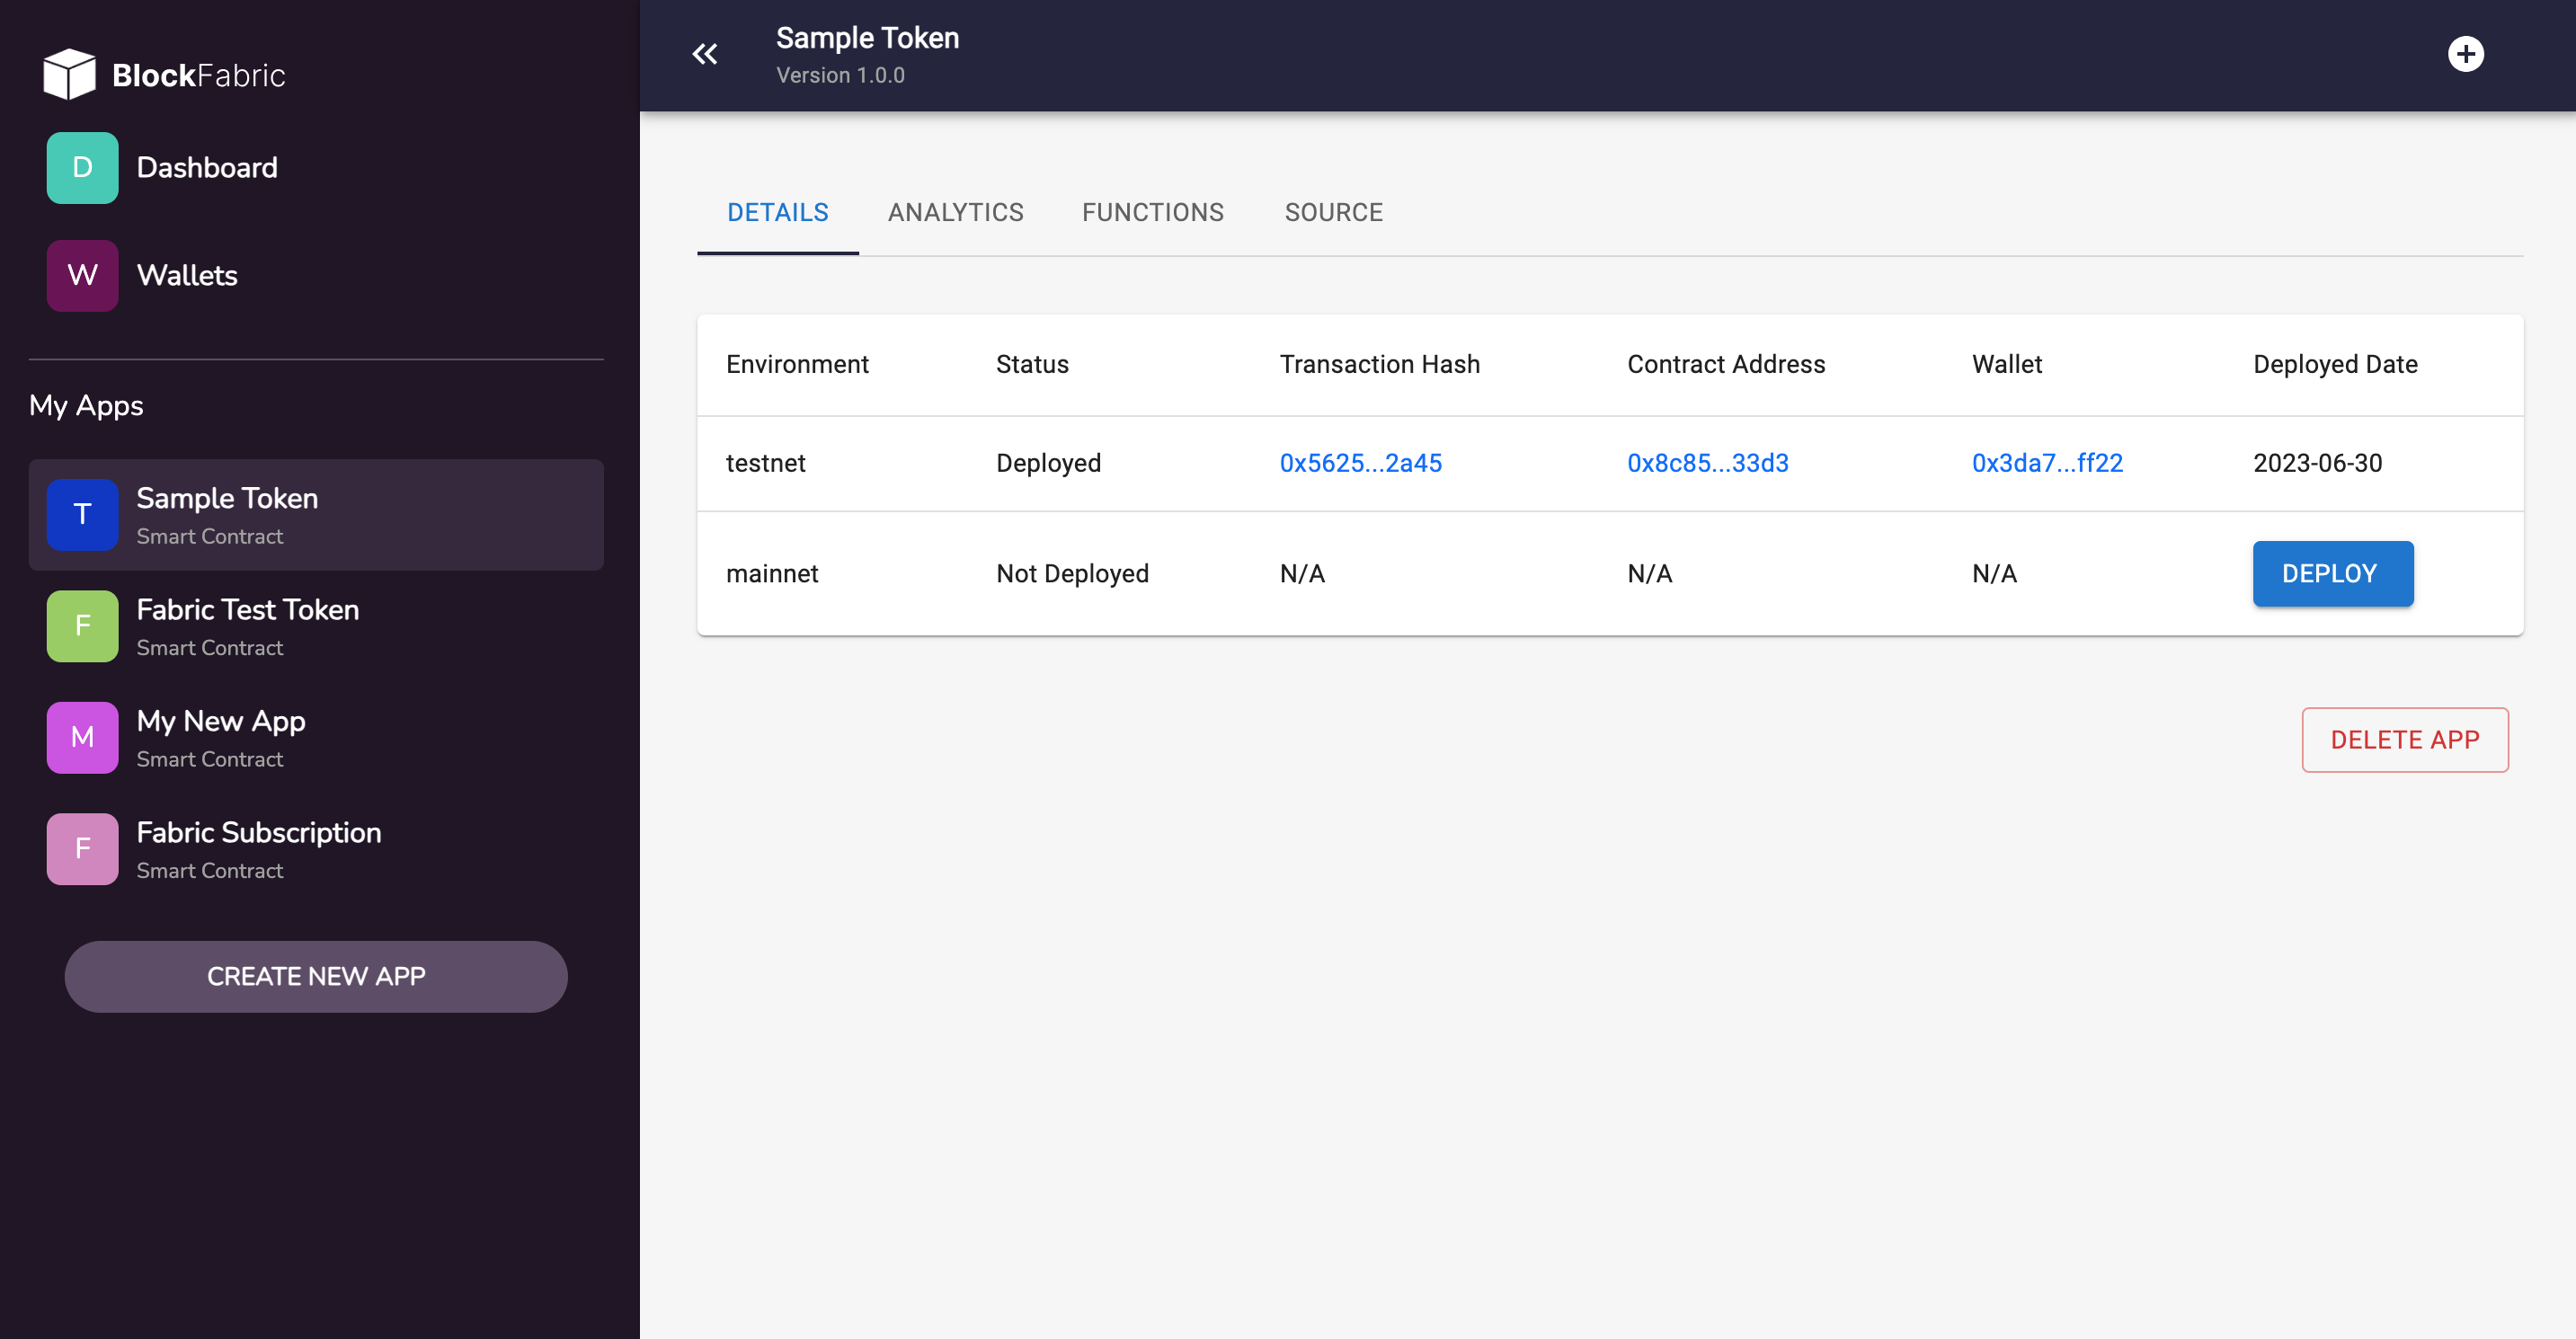 BlockFabric
D Dashboard
W Wallets
My Apps
T Sample Token
Smart Contract
F Fabric Test Token
Smart Contract
M My New App
Smart Contract
F Fabric Subscription
Smart Contract
CREATE NEW APP
Sample Token
Version 1.0.0
DETAILS ANALYTICS FUNCTIONS SOURCE
Environment Status Transaction Hash Contract Address Wallet Deployed Date
testnet Deployed 0x5625...2a45 0x8c85...33d3 0x3da7...ff22 2023-06-30
mainnet Not Deployed N/A N/A N/A DEPLOY
DELETE APP